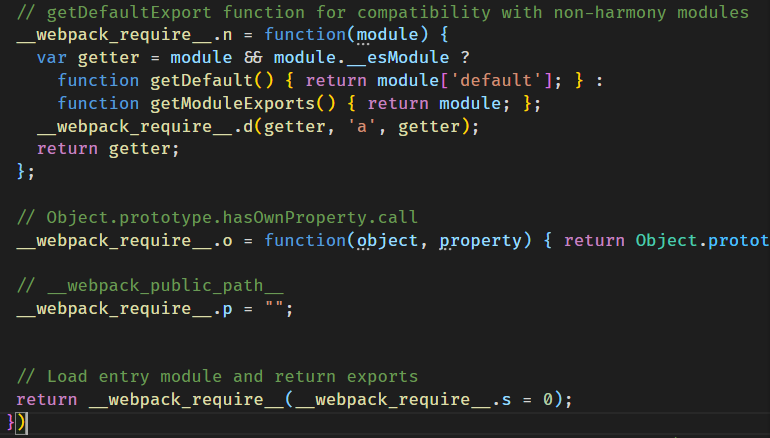 // getDefaultExport function for compatibility with non-harmony modules
__webpack_require__.n = function(module) {
var getter = module && module.__esModule ?
function getDefault() { return module['default']; } :
function getModuleExports() { return module; };
__webpack_require__.d(getter, 'a', getter);
return getter;
};
// Object.prototype.hasOwnProperty.call
__webpack_require__.o = function(object, property) { return Object.protot
// __webpack_public_path__
__webpack_require__.p = "";
// Load entry module and return exports
return __webpack_require__(__webpack_require__.s = 0);
})